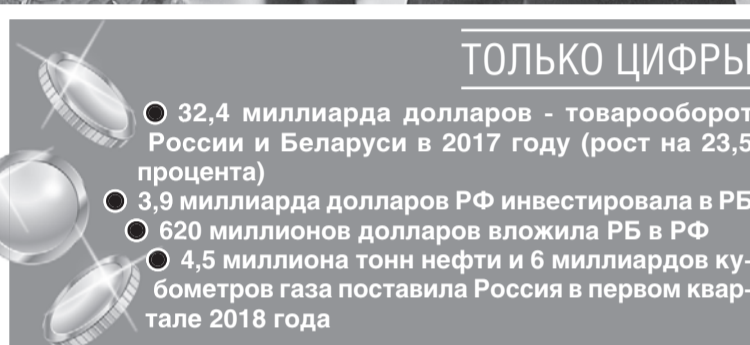 ТОЛЬКО ЦИФРЫ
32,4 миллиарда долларов - товарооборот
России и Беларуси в 2017 году (рост на 23,5
процента)
3,9 миллиарда долларов РФ инвестировала в РБ
620 миллионов долларов вложила РБ в РФ
4,5 миллиона тонн нефти и 6 миллиардов ку-
бометров газа поставила Россия в первом квар-
тале 2018 года